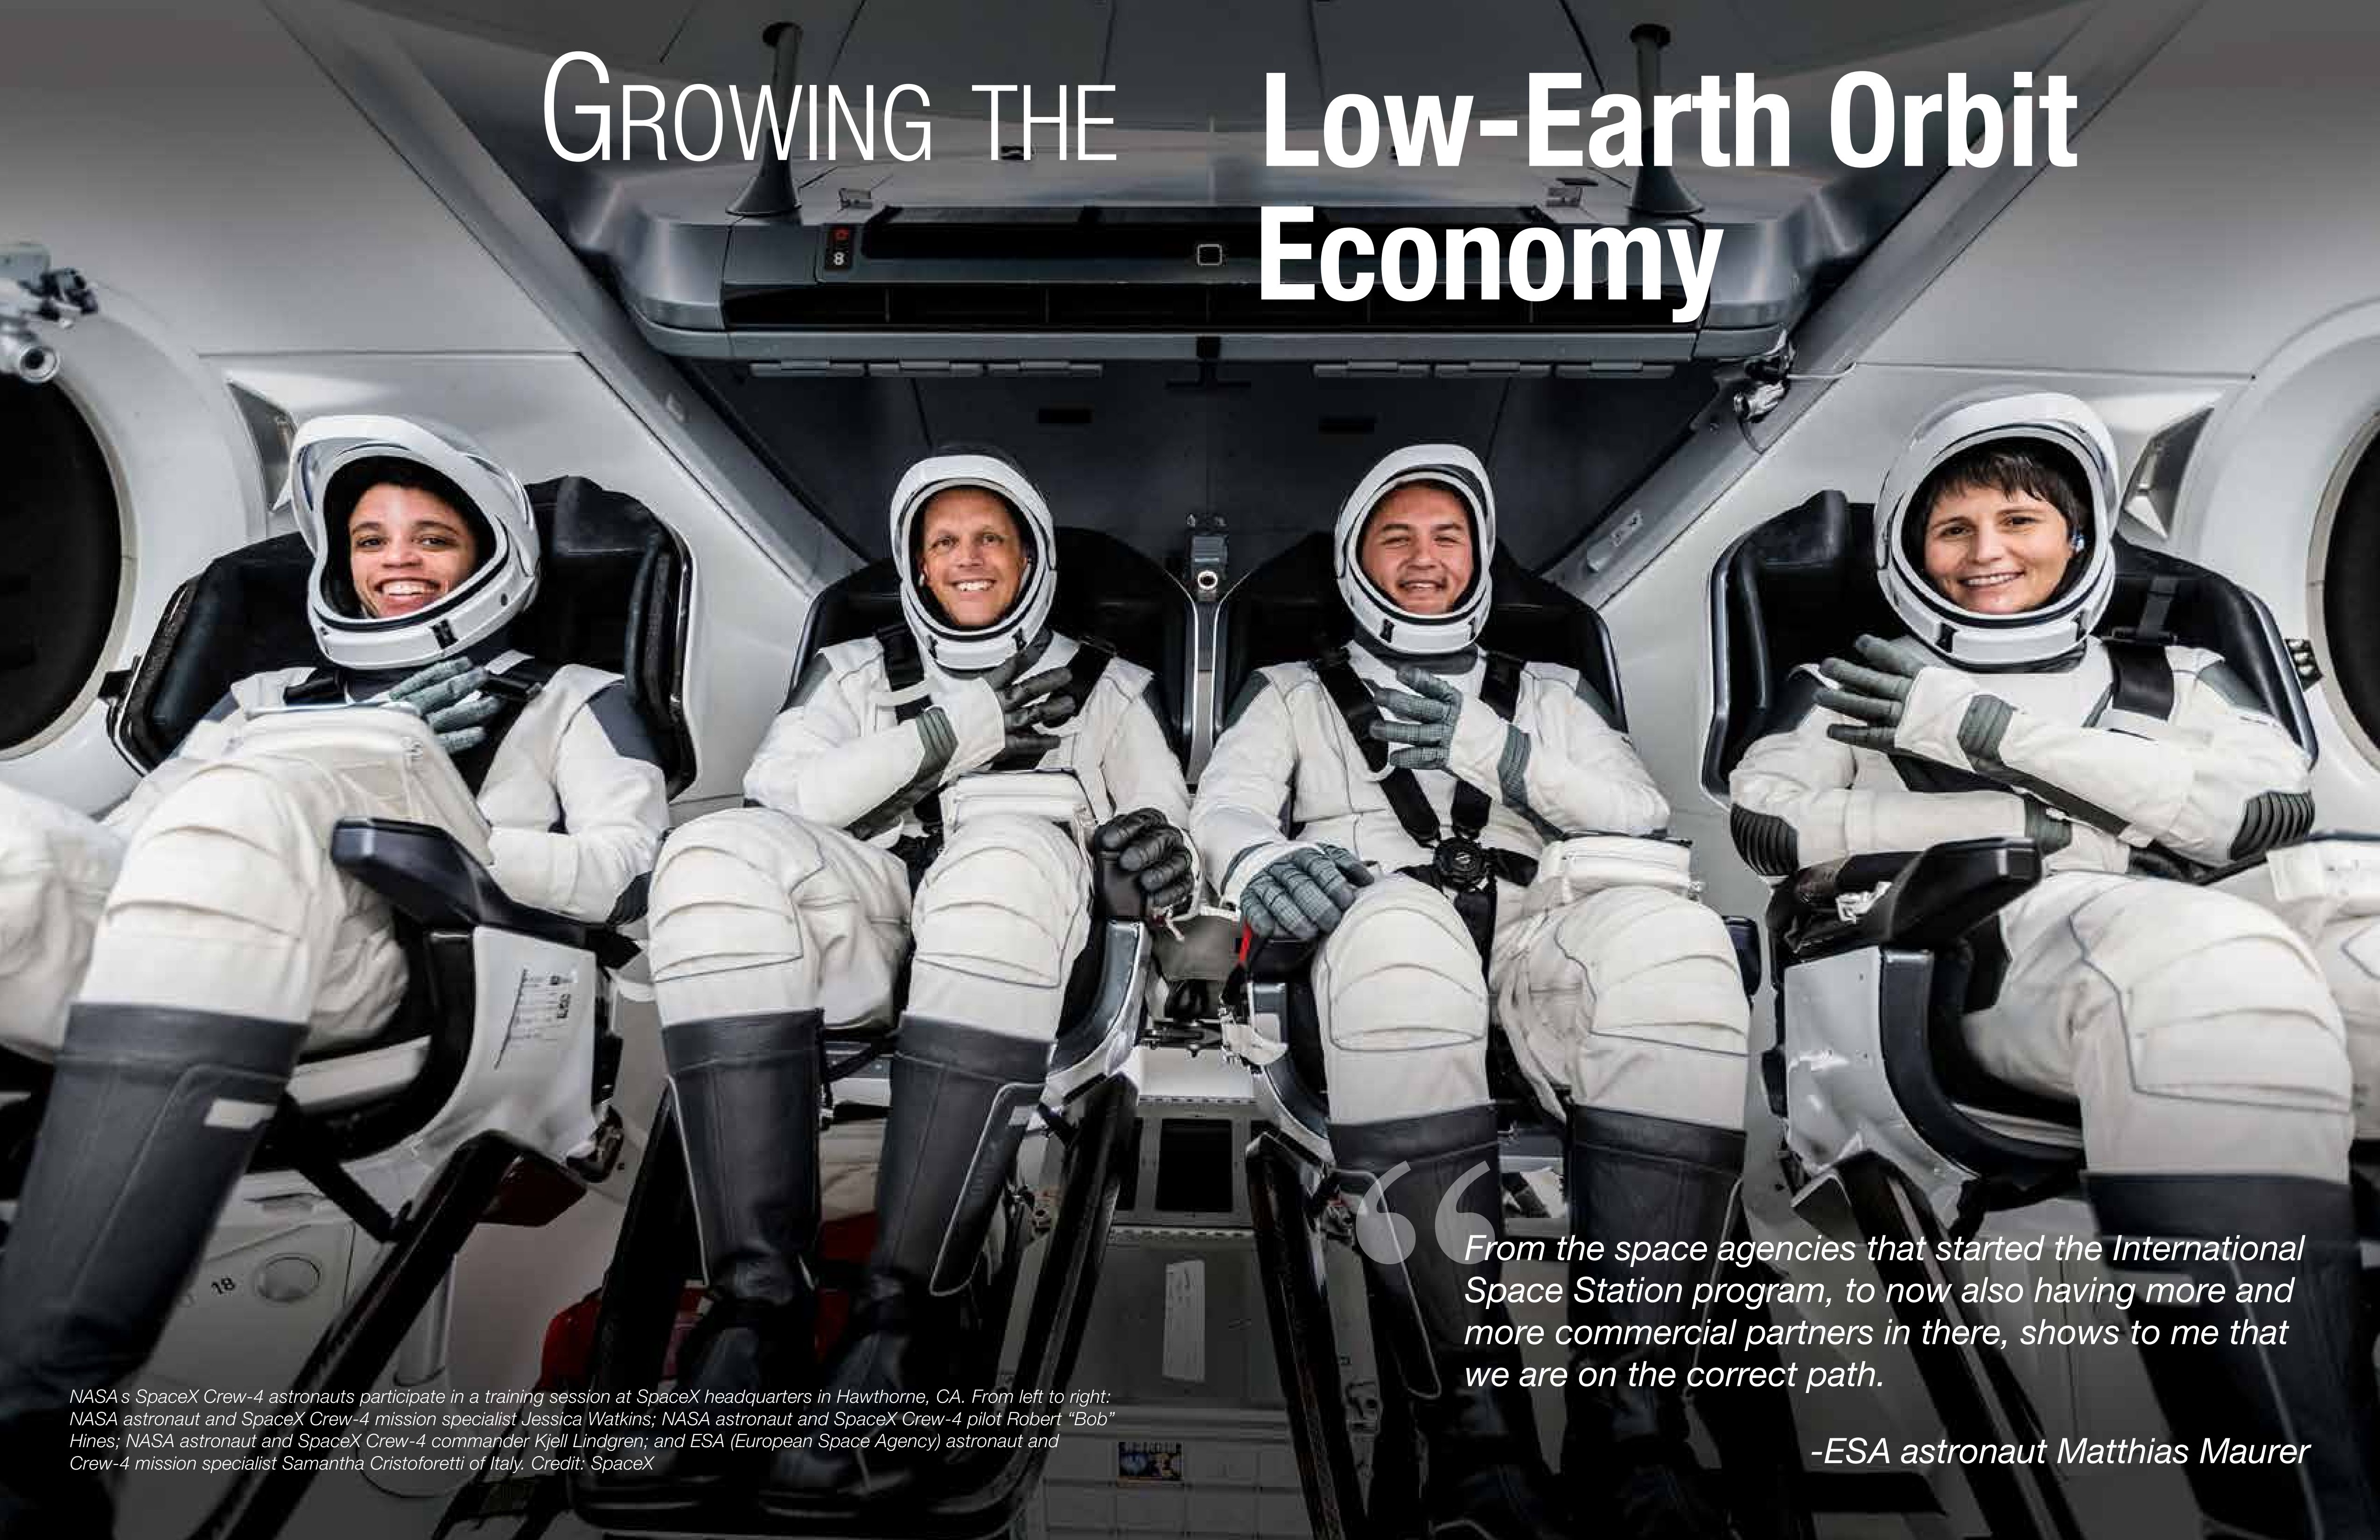 GROWING THE Low-Earth Orbit
Economy
8
18
From the space agencies that started the International
Space Station program, to now also having more and
more commercial partners in there, shows to me that
we are on the correct path.
-ESA astronaut Matthias Maurer
NASA s SpaceX Crew-4 astronauts participate in a training session at SpaceX headquarters in Hawthorne, CA. From left to right:
NASA astronaut and SpaceX Crew-4 mission specialist Jessica Watkins; NASA astronaut and SpaceX Crew-4 pilot Robert “Bob”
Hines; NASA astronaut and SpaceX Crew-4 commander Kjell Lindgren; and ESA (European Space Agency) astronaut and
Crew-4 mission specialist Samantha Cristoforetti of Italy. Credit: SpaceX